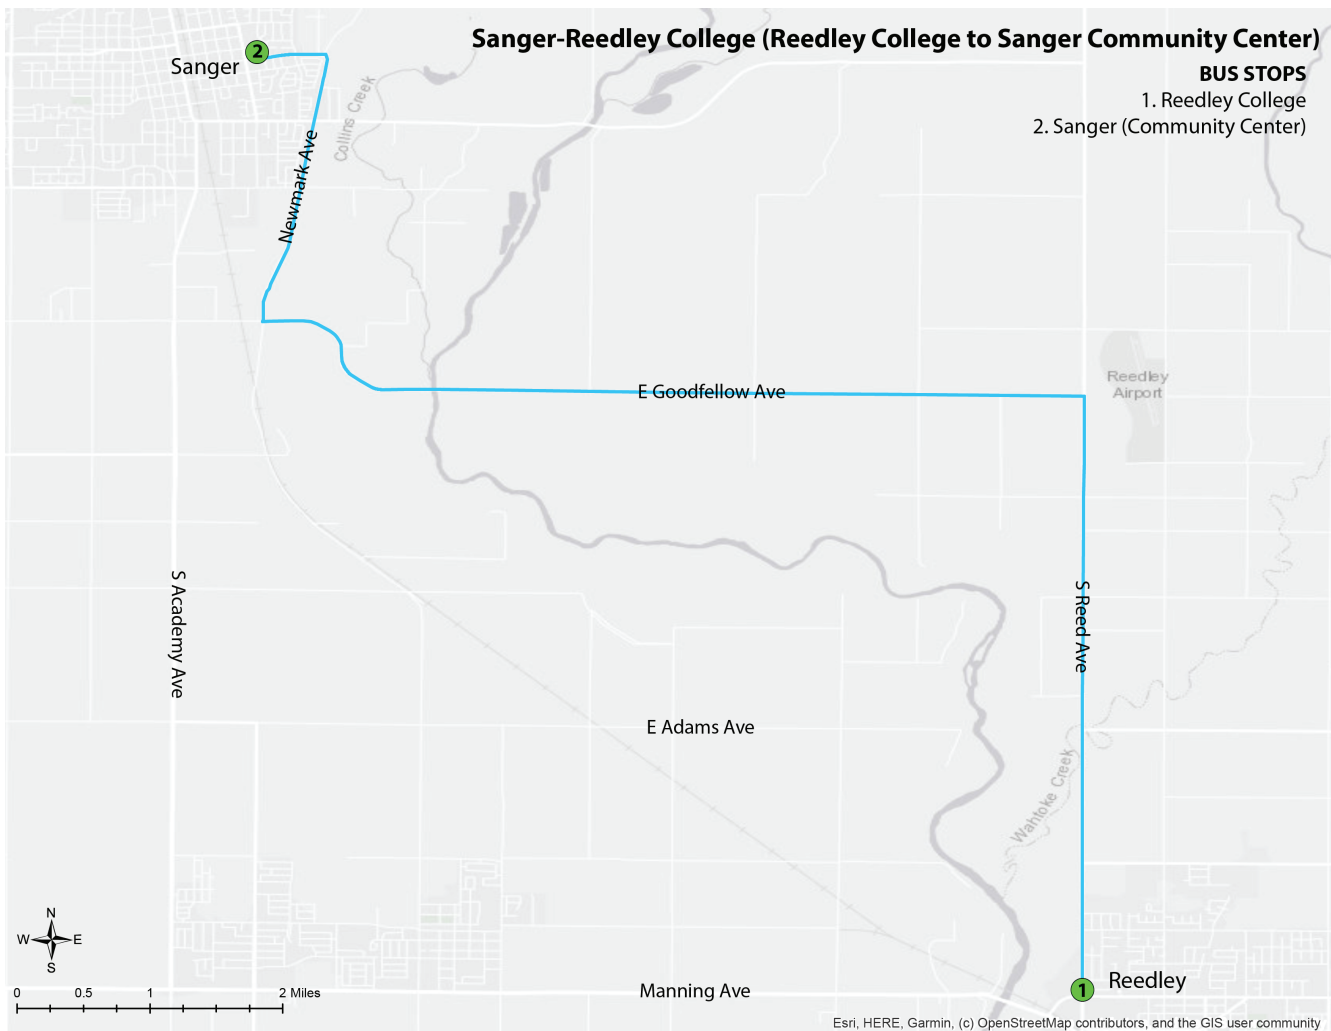 Sanger-Reedley College (Reedley College to Sanger Community Center)
BUS STOPS
1. Reedley College
2. Sanger (Community Center)
2
Sanger
Collins Creek
Newmark Ave
E Goodfellow Ave
Reedley
Airport
S Academy Ave
S Reed Ave
E Adams Ave
Wahtoke Creek
N
W E
S
0 0.5 1 2 Miles
Manning Ave
1
Reedley
Esri, HERE, Garmin, (c) OpenStreetMap contributors, and the GIS user community